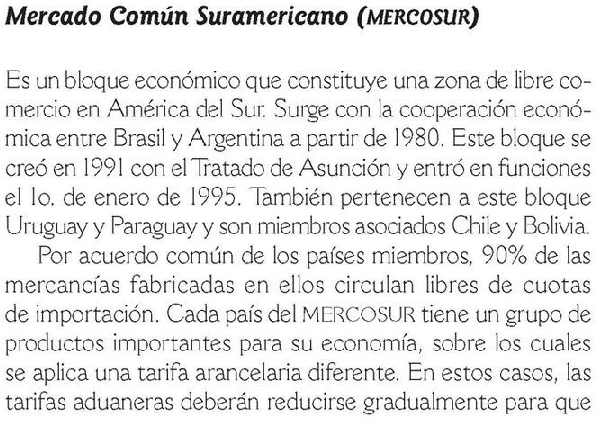 Mercado Común Suramericano (MERCOSUR)
Es un bloque económico que constituye una zona de libre co-
mercio en América del Sur. Surge con la cooperación econó-
mica entre Brasil y Argentina a partir de 1980. Este bloque se
creó en 1991 con el Tratado de Asunción y entró en funciones
el 1o. de enero de 1995. También pertenecen a este bloque
Uruguay y Paraguay y son miembros asociados Chile y Bolivia.
Por acuerdo común de los países miembros, 90% de las
mercancías fabricadas en ellos circulan libres de cuotas
de importación. Cada país del MERCOSUR tiene un grupo de
productos importantes para su economía, sobre los cuales
se aplica una tarifa arancelaria diferente. En estos casos, las
tarifas aduaneras deberán reducirse gradualmente para que